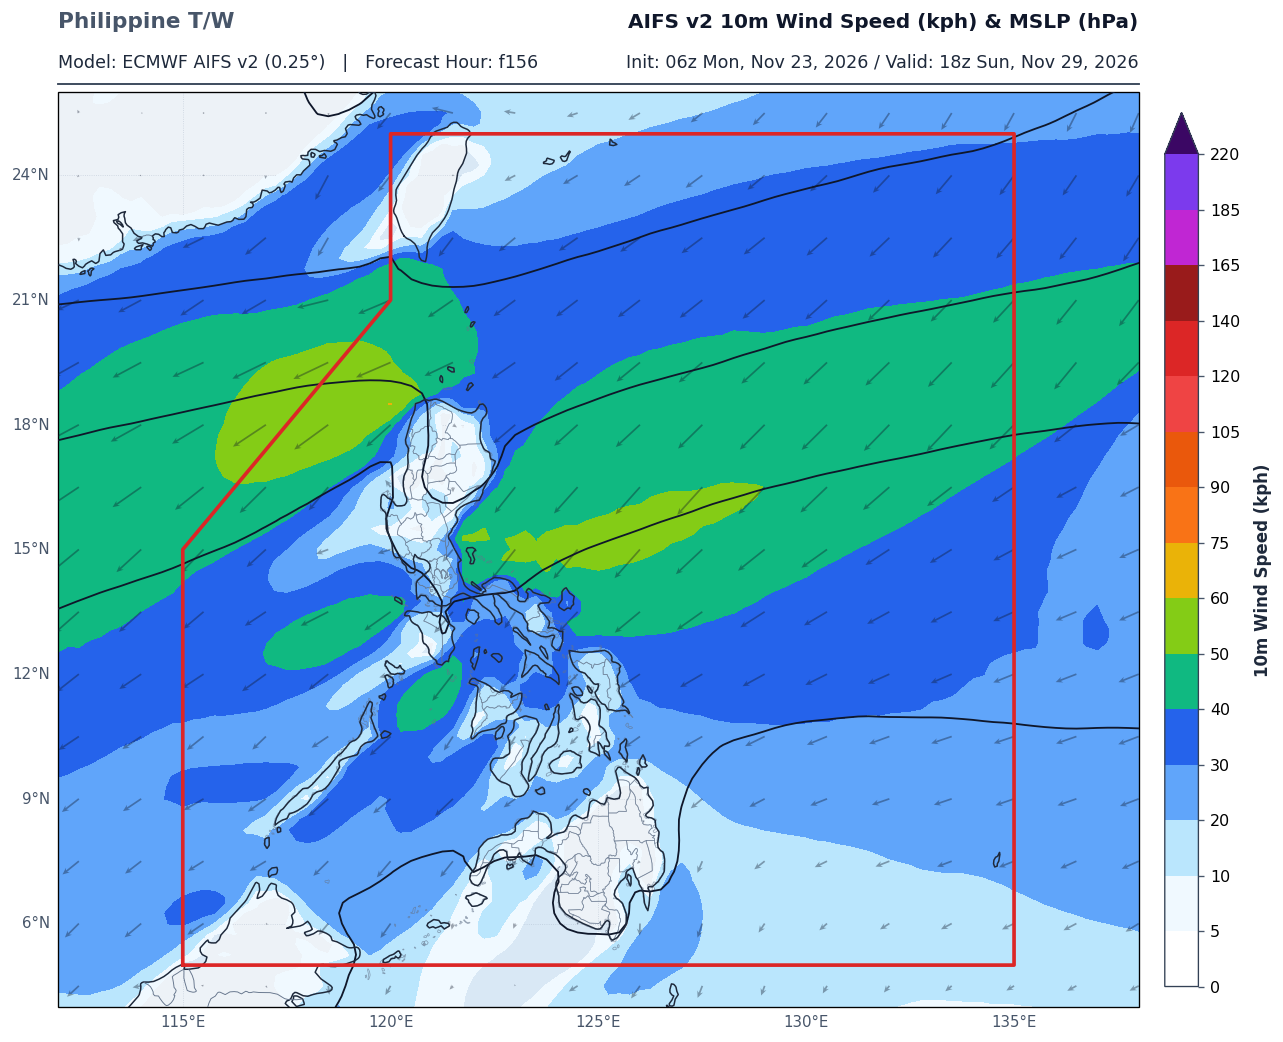 Philippine T/W
AIFS v2 10m Wind Speed (kph) & MSLP (hPa)
Model: ECMWF AIFS v2 (0.25°) | Forecast Hour: f156
Init: 06z Mon, Nov 23, 2026 / Valid: 18z Sun, Nov 29, 2026
24°N
21°N
18°N
15°N
12°N
9°N
6°N
115°E
120°E
125°E
130°E
135°E
220
185
165
140
120
105
90
75
60
50
40
30
20
10
5
0
10m Wind Speed (kph)